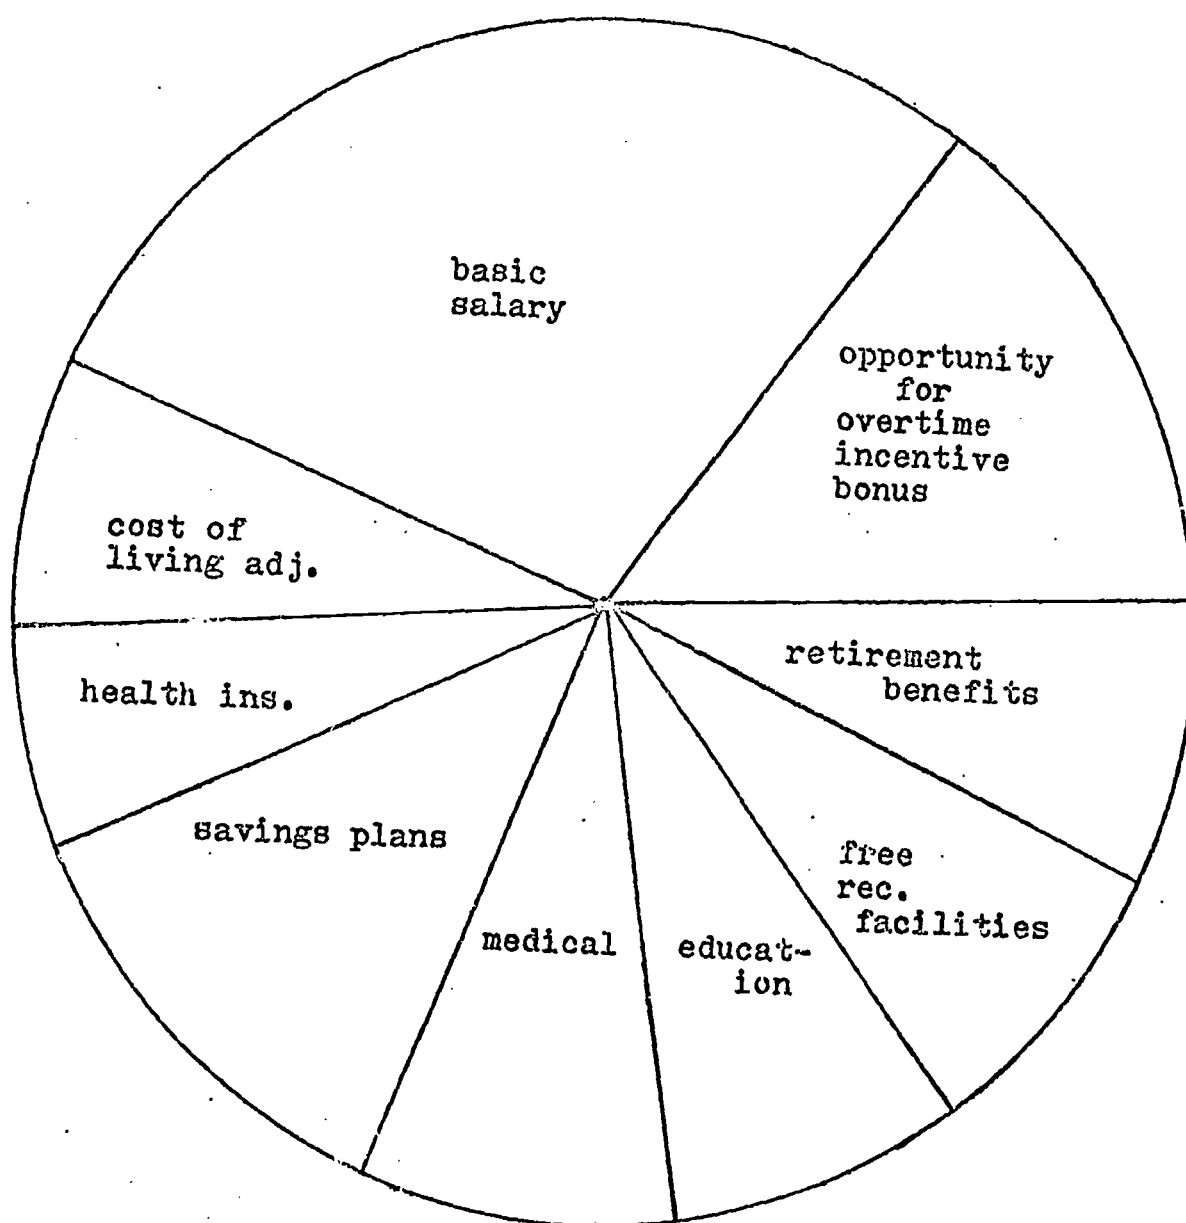 basic
salary
opportunity
for
overtime
incentive
bonus
cost of
living adj.
retirement
benefits
health ins.
savings plans
free
rec.
facilities
medical
educat-
ion